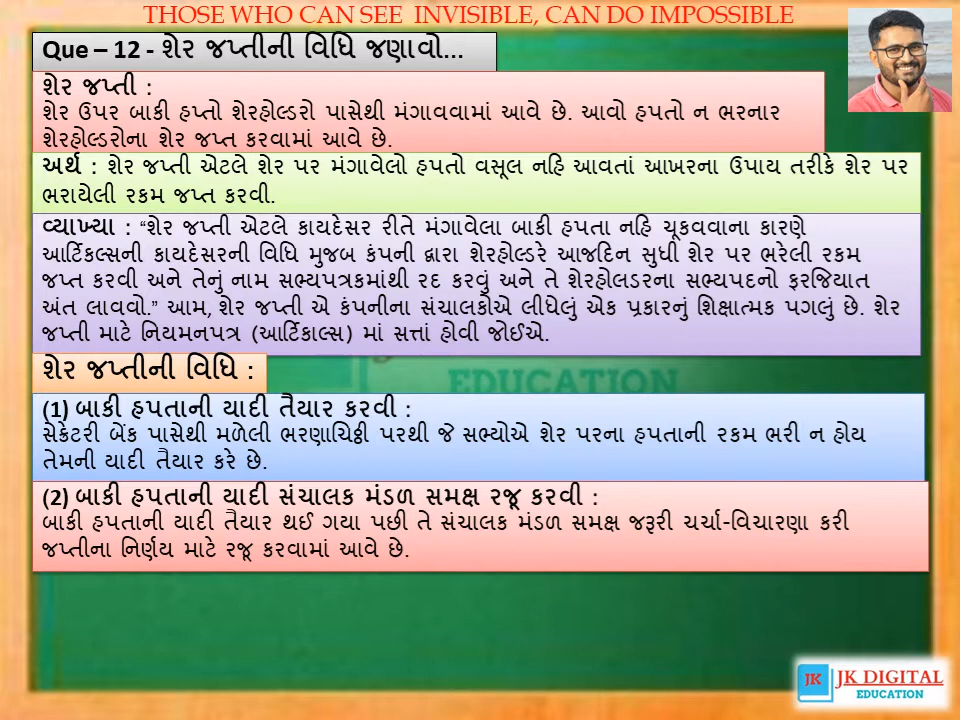 THOSE WHO CAN SEE INVISIBLE, CAN DO IMPOSSIBLE
Que – 12 - શેર જપ્તીની વિધિ જણાવો...
શેર જપ્તી :
શેર ઉપર બાકી હપ્તો શેરહોલ્ડરો પાસેથી મંગાવવામાં આવે છે. આવો હપતો ન ભરનાર
શેરહોલ્ડરોના શેર જપ્ત કરવામાં આવે છે.
અર્થ : શેર જપ્તી એટલે શેર પર મંગાવેલો હપતો વસૂલ નહિ આવતાં આખરના ઉપાય તરીકે શેર પર
ભરાયેલી રકમ જપ્ત કરવી.
વ્યાખ્યા : “શેર જપ્તી એટલે કાયદેસર રીતે મંગાવેલા બાકી હપતા નહિ ચૂકવવાના કારણે
આર્ટિકલ્સની કાયદેસરની વિધિ મુજબ કંપની દ્વારા શેરહોલ્ડરે આજદિન સુધી શેર પર ભરેલી રકમ
જપ્ત કરવી અને તેનું નામ સભ્યપત્રકમાંથી રદ કરવું અને તે શેરહોલડરના સભ્યપદનો ફરજિયાત
અંત લાવવો.” આમ, શેર જપ્તી એ કંપનીના સંચાલકોએ લીધેલું એક પ્રકારનું શિક્ષાત્મક પગલું છે. શેર
જપ્તી માટે નિયમનપત્ર (આર્ટિકાલ્સ) માં સત્તાં હોવી જોઈએ.
શેર જપ્તીની વિધિ :
EDUCATION
(1) બાકી હપતાની યાદી તૈયાર કરવી :
સેક્રેટરી બેંક પાસેથી મળેલી ભરણાચિઠ્ઠી પરથી જે સભ્યોએ શેર પરના હપતાની રકમ ભરી ન હોય
તેમની યાદી તૈયાર કરે છે.
(2) બાકી હપતાની યાદી સંચાલક મંડળ સમક્ષ રજૂ કરવી :
બાકી હપતાની યાદી તૈયાર થઈ ગયા પછી તે સંચાલક મંડળ સમક્ષ જરૂરી ચર્ચા-વિચારણા કરી
જપ્તીના નિર્ણય માટે રજૂ કરવામાં આવે છે.
JK JK DIGITAL
EDUCATION